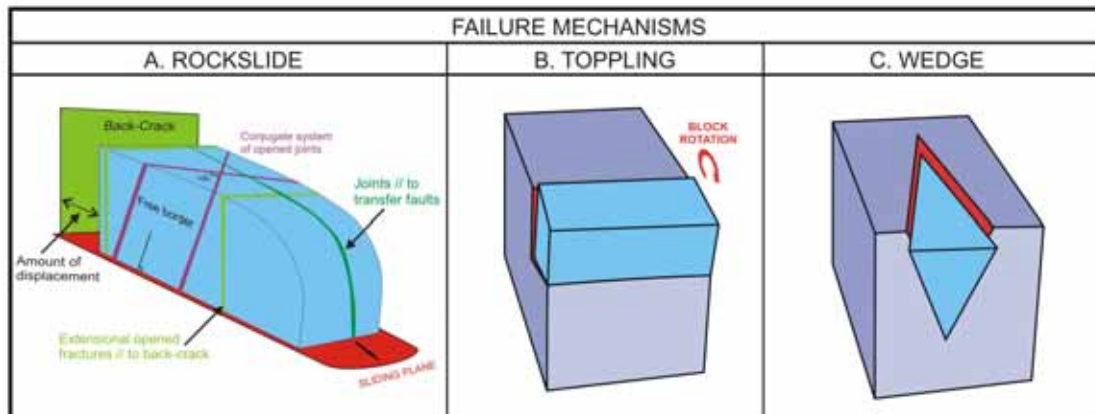 FAILURE MECHANISMS
A. ROCKSLIDE
B. TOPPLING
C. WEDGE
Back-Crack
Conjugate system
of opened joints
Joints // to
transfer faults
Free border
Amount of
displacement
Extensional opened
fractures // to back-crack
SLIDING PLANE
BLOCK
ROTATION